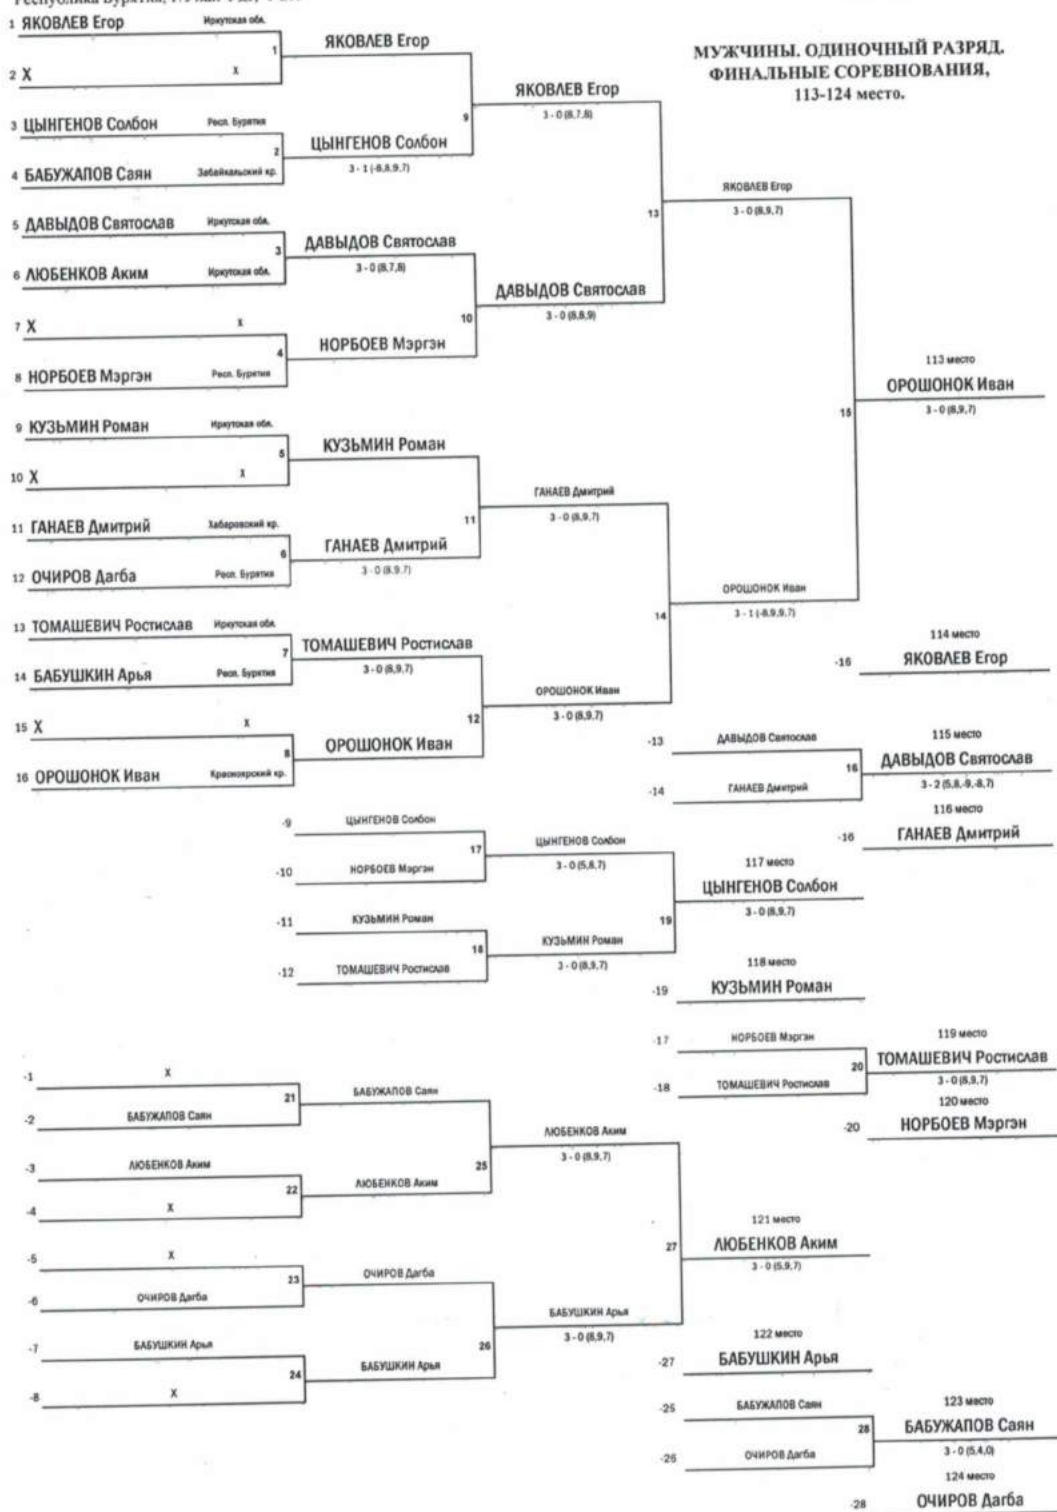 Республика Бурятия,
1 ЯКОВЛЕВ Егор Иркутская обл.
1
ЯКОВЛЕВ Егор
2 X X
МУЖЧИНЫ. ОДИНОЧНЫЙ РАЗРЯД.
ФИНАЛЬНЫЕ СОРЕВНОВАНИЯ,
113-124 место.
9
ЯКОВЛЕВ Егор
3 - 0 (8,7,8)
3 ЦЫНГЕНОВ Солбон Респ. Бурятия
2
ЦЫНГЕНОВ Солбон
3 - 1 (-8,8,9,7)
4 БАБУЖАПОВ Саян Забайкальский кр.
13
ЯКОВЛЕВ Егор
3 - 0 (8,9,7)
5 ДАВЫДОВ Святослав Иркутская обл.
3
ДАВЫДОВ Святослав
3 - 0 (8,7,8)
6 ЛЮБЕНКОВ Аким Иркутская обл.
10
ДАВЫДОВ Святослав
3 - 0 (8,8,9)
7 X X
4
НОРБОЕВ Мэргэн
8 НОРБОЕВ Мэргэн Респ. Бурятия
15
113 место
ОРОШОНОК Иван
3 - 0 (8,9,7)
9 КУЗЬМИН Роман Иркутская обл.
5
КУЗЬМИН Роман
10 X X
11
ГАНАЕВ Дмитрий
3 - 0 (8,9,7)
11 ГАНАЕВ Дмитрий Хабаровский кр.
6
ГАНАЕВ Дмитрий
3 - 0 (8,9,7)
12 ОЧИРОВ Дагба Респ. Бурятия
14
ОРОШОНОК Иван
3 - 1 (-8,9,9,7)
13 ТОМАШЕВИЧ Ростислав Иркутская обл.
7
ТОМАШЕВИЧ Ростислав
3 - 0 (8,9,7)
14 БАБУШКИН Арья Респ. Бурятия
12
ОРОШОНОК Иван
3 - 0 (8,9,7)
15 X X
8
ОРОШОНОК Иван
16 ОРОШОНОК Иван Красноярский кр.
114 место
-16 ЯКОВЛЕВ Егор
-13 ДАВЫДОВ Святослав
16
-14 ГАНАЕВ Дмитрий
115 место
ДАВЫДОВ Святослав
3 - 2 (5,8,-9,-8,7)
116 место
-16 ГАНАЕВ Дмитрий
-9 ЦЫНГЕНОВ Солбон
17
-10 НОРБОЕВ Мэргэн
ЦЫНГЕНОВ Солбон
3 - 0 (5,8,7)
-11 КУЗЬМИН Роман
18
-12 ТОМАШЕВИЧ Ростислав
КУЗЬМИН Роман
3 - 0 (8,9,7)
19
117 место
ЦЫНГЕНОВ Солбон
3 - 0 (8,9,7)
118 место
-19 КУЗЬМИН Роман
-17 НОРБОЕВ Мэргэн
20
-18 ТОМАШЕВИЧ Ростислав
119 место
ТОМАШЕВИЧ Ростислав
3 - 0 (8,9,7)
120 место
-20 НОРБОЕВ Мэргэн
-1 X
21
-2 БАБУЖАПОВ Саян
БАБУЖАПОВ Саян
-3 ЛЮБЕНКОВ Аким
22
-4 X
ЛЮБЕНКОВ Аким
25
ЛЮБЕНКОВ Аким
3 - 0 (8,9,7)
-5 X
23
-6 ОЧИРОВ Дагба
ОЧИРОВ Дагба
-7 БАБУШКИН Арья
24
-8 X
БАБУШКИН Арья
26
БАБУШКИН Арья
3 - 0 (8,9,7)
27
121 место
ЛЮБЕНКОВ Аким
3 - 0 (5,9,7)
122 место
-27 БАБУШКИН Арья
-25 БАБУЖАПОВ Саян
28
-26 ОЧИРОВ Дагба
123 место
БАБУЖАПОВ Саян
3 - 0 (5,4,0)
124 место
-28 ОЧИРОВ Дагба